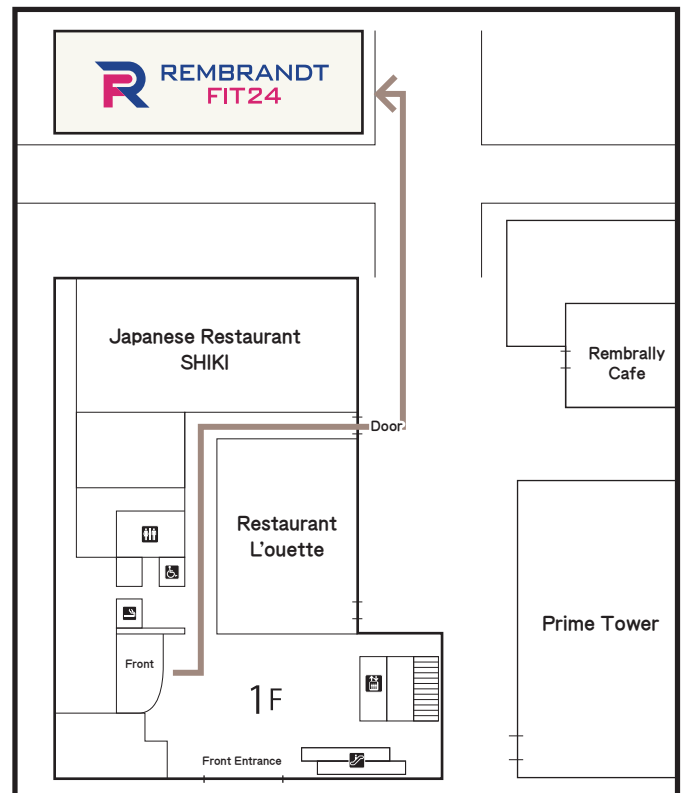 REMBRANDT
FIT24
Japanese Restaurant
SHIKI
Rembrally
Cafe
Door
Restaurant
L'ouette
Prime Tower
Front
1F
Front Entrance